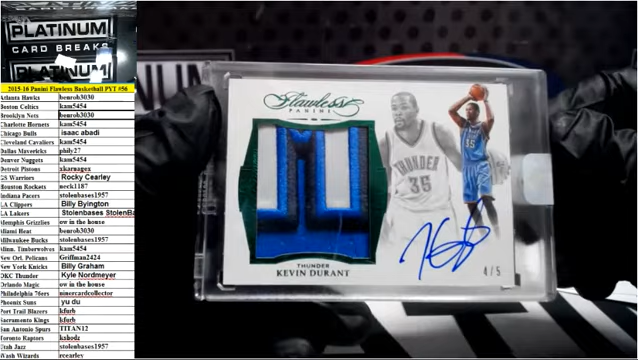 PLATINUM
CARD BREAKS
PLATINUM
2015-16 Panini Flawless Basketball PYT #56
Atlanta Hawks benrob3030
Boston Celtics kam5454
Brooklyn Nets benrob3030
Charlotte Hornets kam5454
Chicago Bulls isaac abadi
Cleveland Cavaliers kam5454
Dallas Mavericks phily27
Denver Nuggets kam5454
Detroit Pistons
GS Warriors Rocky Cearley
Houston Rockets neck1187
Indiana Pacers stolenbases1957
LA Clippers Billy Byington
LA Lakers Stolenbases StolenBa
Memphis Grizzlies ow in the house
Miami Heat benrob3030
Milwaukee Bucks stolenbases1957
Minn. Timberwolves kam5454
New Orl. Pelicans Geiffman2424
New York Knicks Billy Graham
OKC Thunder Kyle Nordmeyer
Orlando Magic ow in the house
Philadelphia 76ers ninercardcollector
Phoenix Suns yu du
Port Trail Blazers kfurb
Sacramento Kings kfurb
San Antonio Spurs TITAN12
Toronto Raptors
Utah Jazz stolenbases1957
Wash Wizards rcearley
Flawless
PANINI
THUNDER
35
35
THUNDER
KEVIN DURANT
4/5